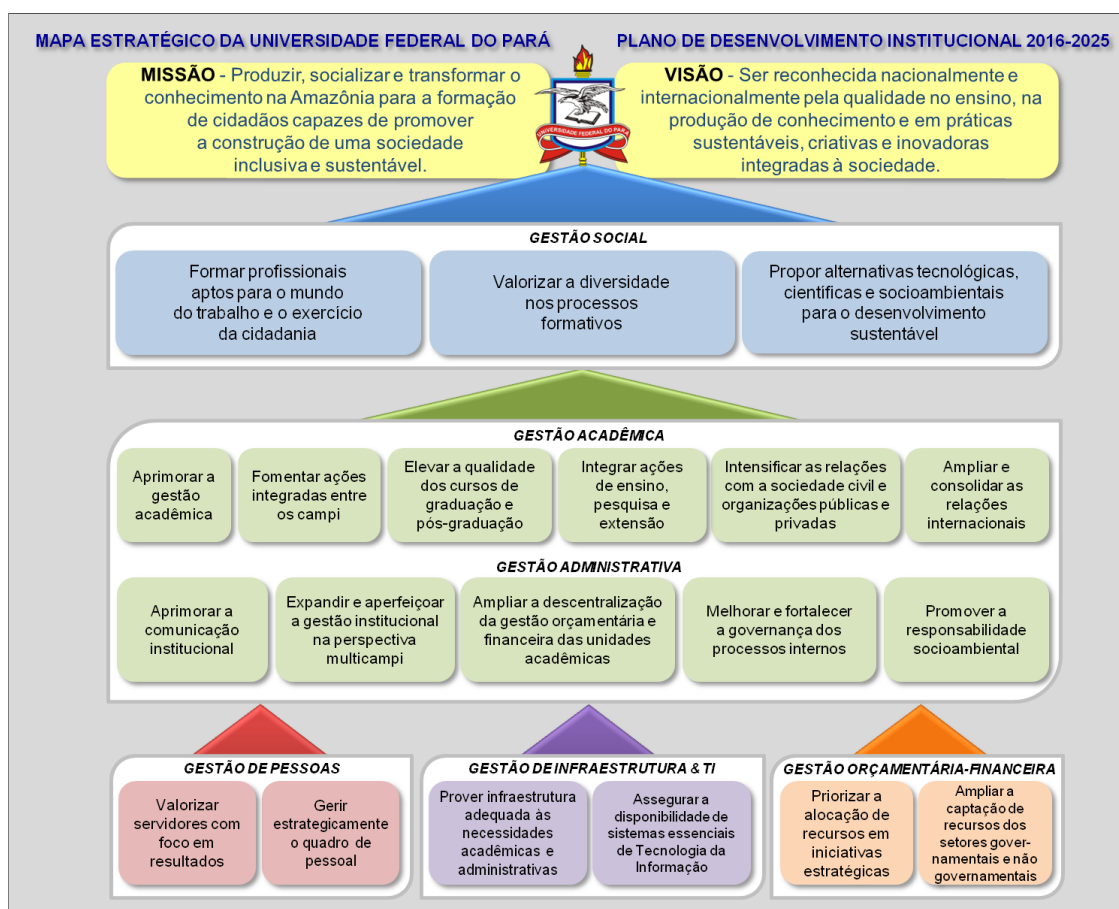 MAPA ESTRATÉGICO DA UNIVERSIDADE FEDERAL DO PARÁ
PLANO DE DESENVOLVIMENTO INSTITUCIONAL 2016-2025
MISSÃO - Produzir, socializar e transformar o
conhecimento na Amazônia para a formação
de cidadãos capazes de promover
a construção de uma sociedade
inclusiva e sustentável.
UNIVERSIDADE FEDERAL DO PARÁ
VISÃO - Ser reconhecida nacionalmente e
internacionalmente pela qualidade no ensino, na
produção de conhecimento e em práticas
sustentáveis, criativas e inovadoras
integradas à sociedade.
GESTÃO SOCIAL
Formar profissionais
aptos para o mundo
do trabalho e o exercício
da cidadania
Valorizar a diversidade
nos processos
formativos
Propor alternativas tecnológicas,
científicas e socioambientais
para o desenvolvimento
sustentável
GESTÃO ACADÊMICA
Aprimorar a
gestão
acadêmica
Fomentar ações
integradas entre
os campi
Elevar a qualidade
dos cursos de
graduação e
pós-graduação
Integrar ações
de ensino,
pesquisa e
extensão
Intensificar as relações
com a sociedade civil e
organizações públicas e
privadas
Ampliar e
consolidar as
relações
internacionais
GESTÃO ADMINISTRATIVA
Aprimorar a
comunicação
institucional
Expandir e aperfeiçoar
a gestão institucional
na perspectiva
multicampi
Ampliar a descentralização
da gestão orçamentária e
financeira das unidades
acadêmicas
Melhorar e fortalecer
a governança dos
processos internos
Promover a
responsabilidade
socioambiental
GESTÃO DE PESSOAS
Valorizar
servidores com
foco em
resultados
Gerir
estrategicamente
o quadro de
pessoal
GESTÃO DE INFRAESTRUTURA & TI
Prover infraestrutura
adequada às
necessidades
acadêmicas e
administrativas
Assegurar a
disponibilidade de
sistemas essenciais
de Tecnologia da
Informação
GESTÃO ORÇAMENTÁRIA-FINANCEIRA
Priorizar a
alocação de
recursos em
iniciativas
estratégicas
Ampliar a
captação de
recursos dos
setores gover-
namentais e não
governamentais